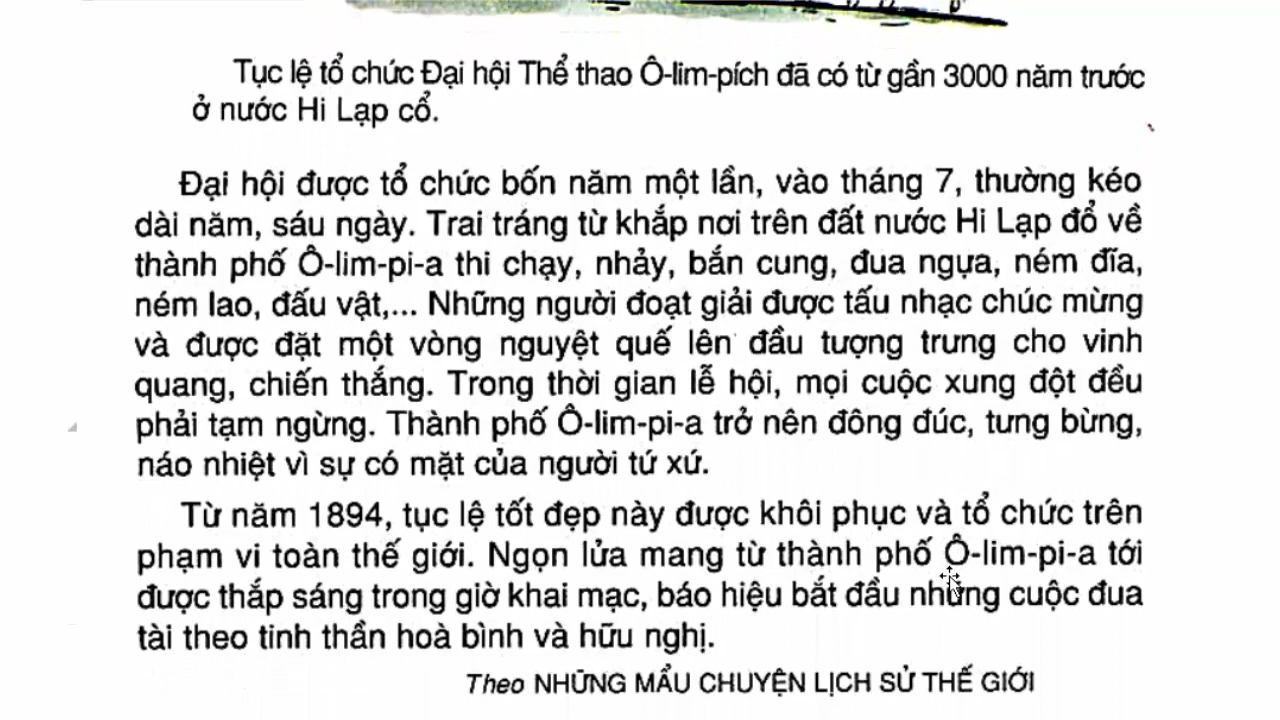 Tục lệ tổ chức Đại hội Thể thao Ô-lim-pích đã có từ gần 3000 năm trước
ở nước Hi Lạp cổ.
Đại hội được tổ chức bốn năm một lần, vào tháng 7, thường kéo
dài năm, sáu ngày. Trai tráng từ khắp nơi trên đất nước Hi Lạp đổ về
thành phố Ô-lim-pi-a thi chạy, nhảy, bắn cung, đua ngựa, ném đĩa,
ném lao, đấu vật,... Những người đoạt giải được tấu nhạc chúc mừng
và được đặt một vòng nguyệt quế lên đầu tượng trưng cho vinh
quang, chiến thắng. Trong thời gian lễ hội, mọi cuộc xung đột đều
phải tạm ngừng. Thành phố Ô-lim-pi-a trở nên đông đúc, tưng bừng,
náo nhiệt vì sự có mặt của người tứ xứ.
Từ năm 1894, tục lệ tốt đẹp này được khôi phục và tổ chức trên
phạm vi toàn thế giới. Ngọn lửa mang từ thành phố Ô-lim-pi-a tới
được thắp sáng trong giờ khai mạc, báo hiệu bắt đầu những cuộc đua
tài theo tinh thần hoà bình và hữu nghị.
Theo NHỮNG MẨU CHUYỆN LỊCH SỬ THẾ GIỚI